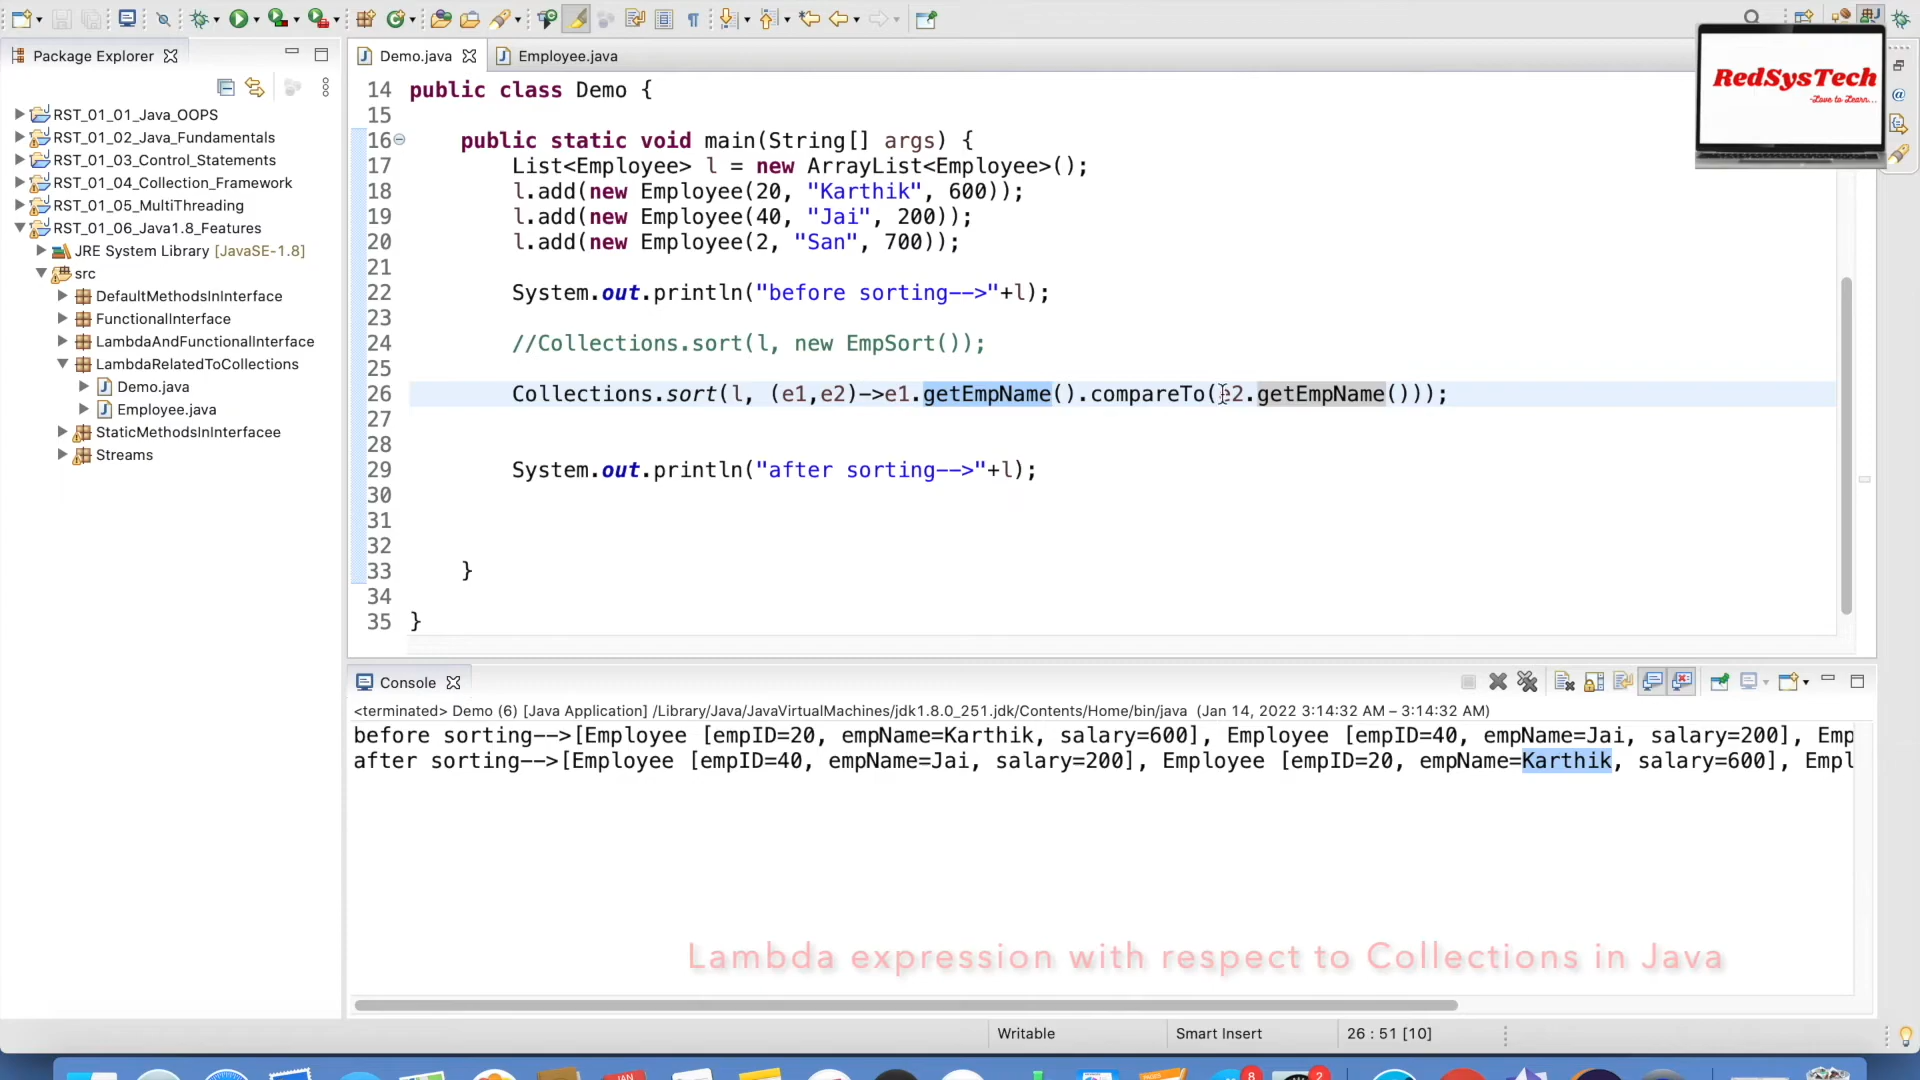 Package Explorer
Demo.java
Employee.java
RedSysTech
-Love to Learn...
RST_01_01_Java_OOPS
RST_01_02_Java_Fundamentals
RST_01_03_Control_Statements
RST_01_04_Collection_Framework
RST_01_05_MultiThreading
RST_01_06_Java1.8_Features
JRE System Library [JavaSE-1.8]
src
DefaultMethodsInInterface
FunctionalInterface
LambdaAndFunctionalInterface
LambdaRelatedToCollections
Demo.java
Employee.java
StaticMethodsInInterfacee
Streams
14 public class Demo {
15
16 public static void main(String[] args) {
17 List<Employee> l = new ArrayList<Employee>();
18 l.add(new Employee(20, "Karthik", 600));
19 l.add(new Employee(40, "Jai", 200));
20 l.add(new Employee(2, "San", 700));
21
22 System.out.println("before sorting-->"+l);
23
24 //Collections.sort(l, new EmpSort());
25
26 Collections.sort(l, (e1,e2)->e1.getEmpName().compareTo(e2.getEmpName()));
27
28
29 System.out.println("after sorting-->"+l);
30
31
32
33 }
34
35 }
Console
<terminated> Demo (6) [Java Application] /Library/Java/JavaVirtualMachines/jdk1.8.0_251.jdk/Contents/Home/bin/java (Jan 14, 2022 3:14:32 AM – 3:14:32 AM)
before sorting-->[Employee [empID=20, empName=Karthik, salary=600], Employee [empID=40, empName=Jai, salary=200], Emp
after sorting-->[Employee [empID=40, empName=Jai, salary=200], Employee [empID=20, empName=Karthik, salary=600], Empl
Lambda expression with respect to Collections in Java
Writable
Smart Insert
26 : 51 [10]
JAN
8
2